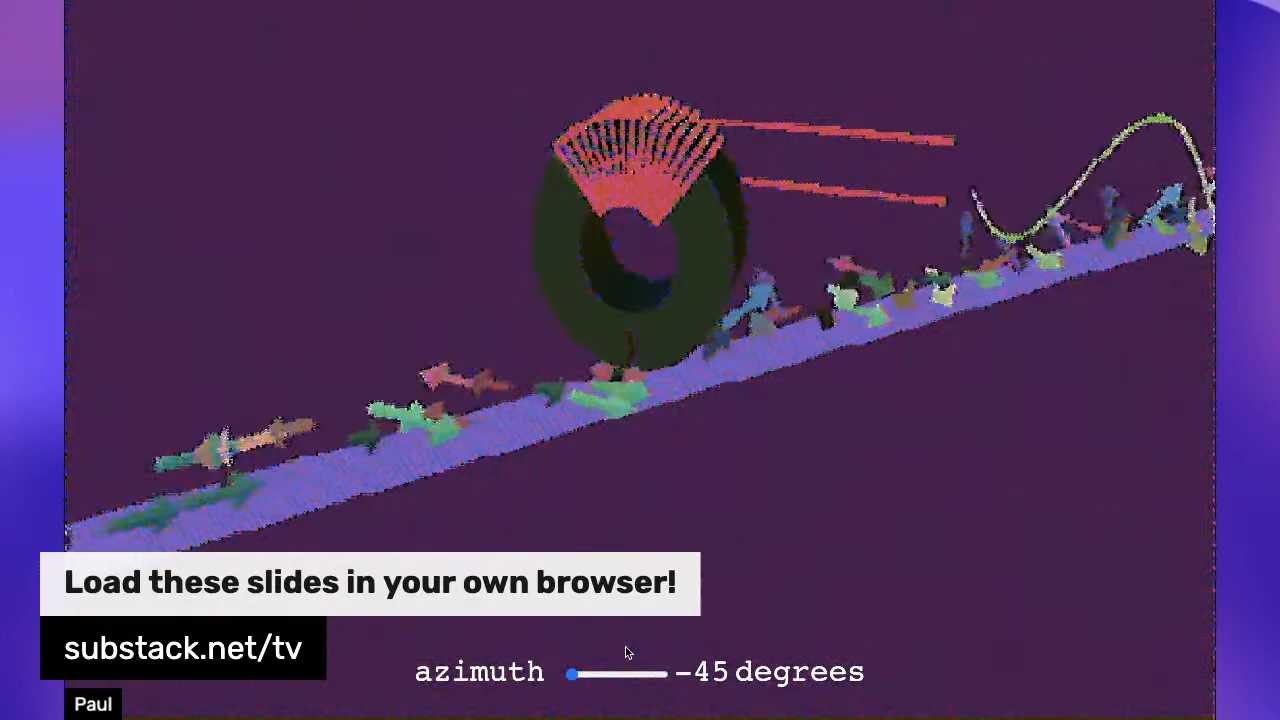 Load these slides in your own browser!
substack.net/tv
azimuth -45 degrees
Paul